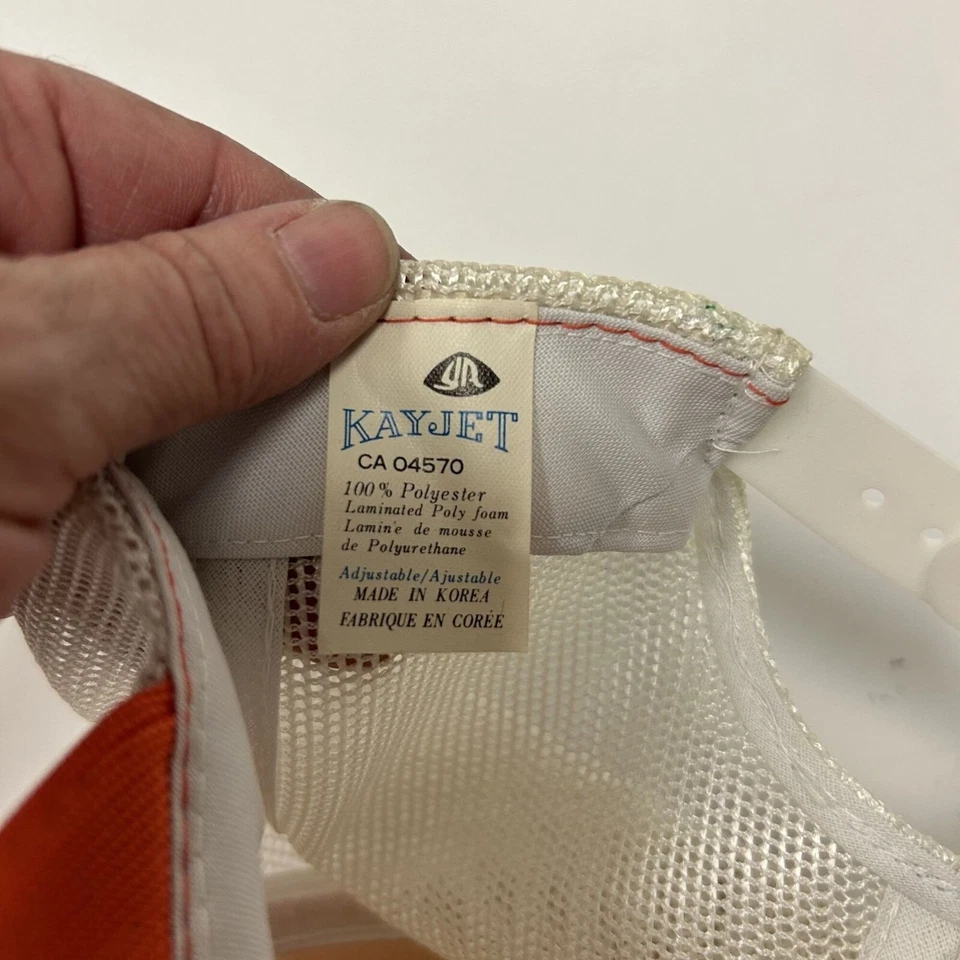 YA
KAYJET
CA 04570
100% Polyester
Laminated Poly foam
Lamin'e de mousse
de Polyurethane
Adjustable/Ajustable
MADE IN KOREA
FABRIQUE EN CORÉE